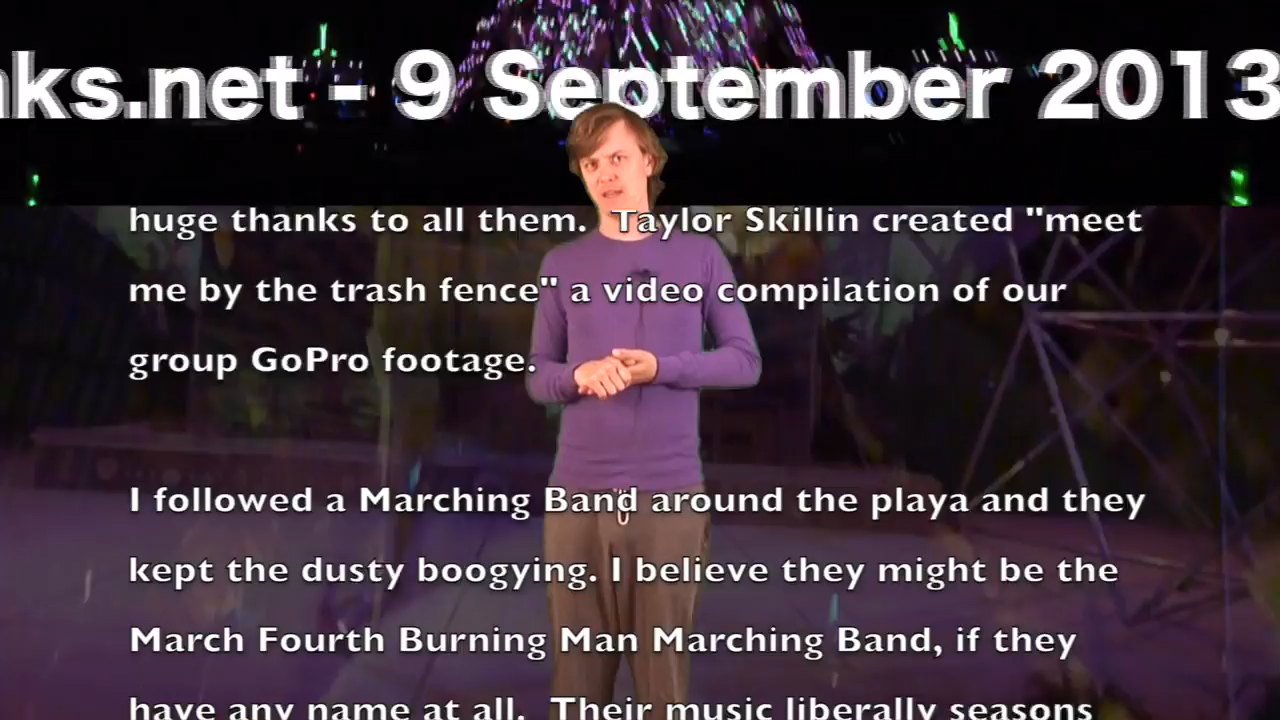 nks.net - 9 September 2013
huge thanks to all them. Taylor Skillin created "meet
me by the trash fence" a video compilation of our
group GoPro footage.
I followed a Marching Band around the playa and they
kept the dusty boogying. I believe they might be the
March Fourth Burning Man Marching Band, if they
have any name at all. Their music liberally seasons